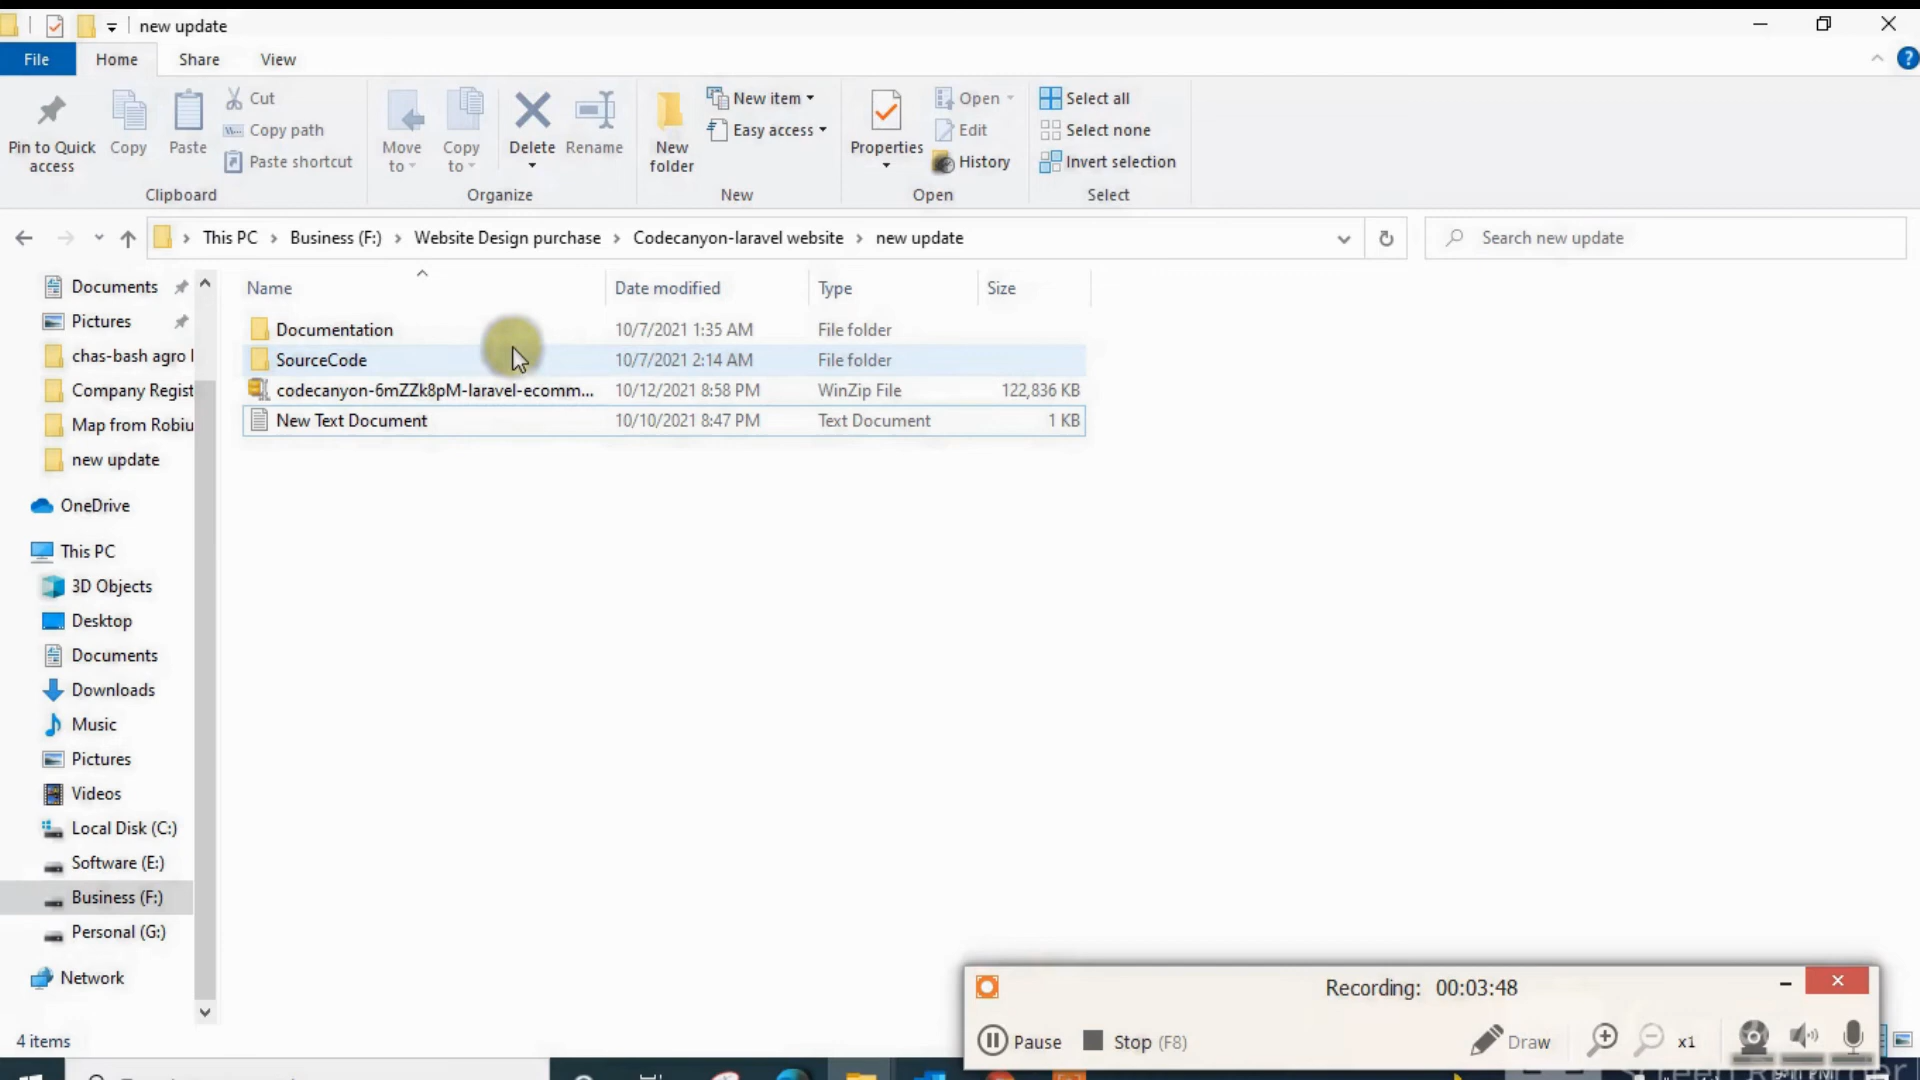 new update
File Home Share View
Pin to Quick access
Copy
Paste
Cut
Copy path
Paste shortcut
Clipboard
Move to
Copy to
Delete
Rename
Organize
New folder
New item
Easy access
New
Properties
Open
Edit
History
Open
Select all
Select none
Invert selection
Select
This PC > Business (F:) > Website Design purchase > Codecanyon-laravel website > new update
Search new update
Name Date modified Type Size
Documentation 10/7/2021 1:35 AM File folder
SourceCode 10/7/2021 2:14 AM File folder
codecanyon-6mZZk8pM-laravel-ecomm... 10/12/2021 8:58 PM WinZip File 122,836 KB
New Text Document 10/10/2021 8:47 PM Text Document 1 KB
Documents
Pictures
chas-bash agro
Company Regist
Map from Robiu
new update
OneDrive
This PC
3D Objects
Desktop
Documents
Downloads
Music
Pictures
Videos
Local Disk (C:)
Software (E:)
Business (F:)
Personal (G:)
Network
4 items
Recording: 00:03:48
Pause Stop (F8) Draw x1